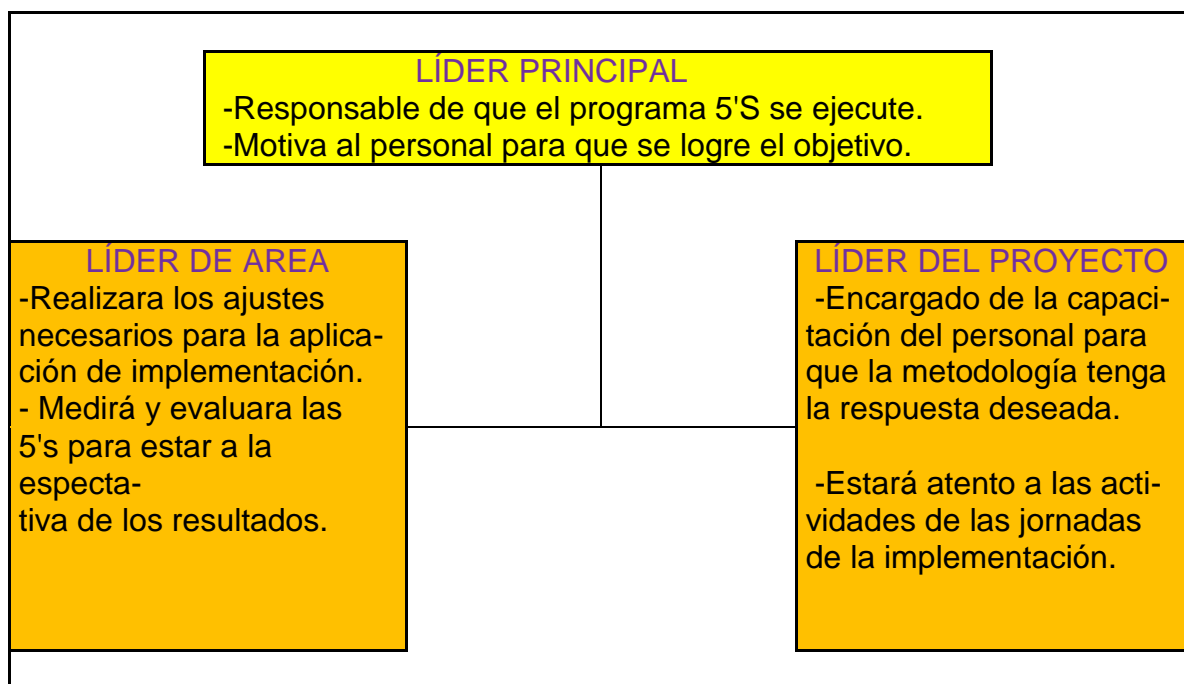 LÍDER PRINCIPAL
-Responsable de que el programa 5'S se ejecute.
-Motiva al personal para que se logre el objetivo.
LÍDER DE AREA
-Realizara los ajustes
necesarios para la aplica-
ción de implementación.
- Medirá y evaluara las
5's para estar a la
especta-
tiva de los resultados.
LÍDER DEL PROYECTO
-Encargado de la capaci-
tación del personal para
que la metodología tenga
la respuesta deseada.
-Estará atento a las acti-
vidades de las jornadas
de la implementación.